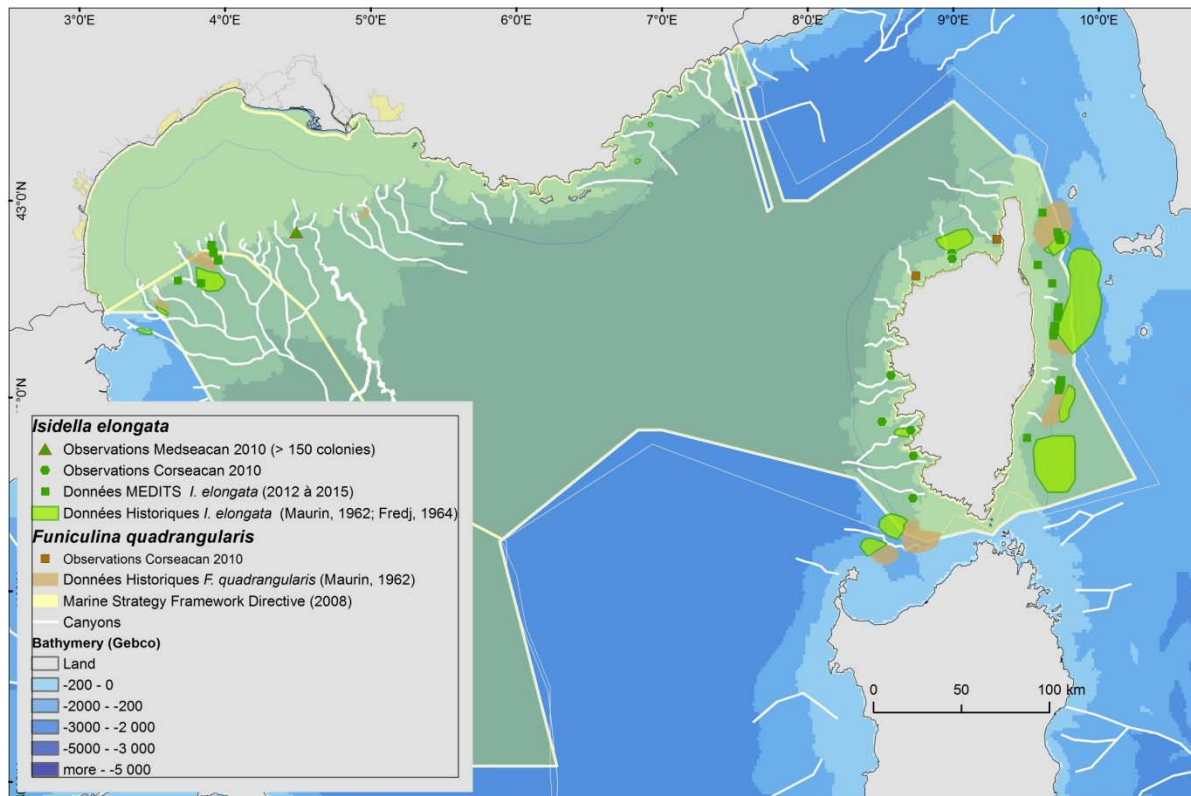 3°0'E 4°0'E 5°0'E 6°0'E 7°0'E 8°0'E 9°0'E 10°0'E
43°0'N
Isidella elongata
Observations Medseacan 2010 (> 150 colonies)
Observations Corseacan 2010
Données MEDITS I. elongata (2012 à 2015)
Données Historiques I. elongata (Maurin, 1962; Fredj, 1964)
Funiculina quadrangularis
Observations Corseacan 2010
Données Historiques F. quadrangularis (Maurin, 1962)
Marine Strategy Framework Directive (2008)
Canyons
Bathymery (Gebco)
Land
-200 - 0
-2000 - -200
-3000 - -2 000
-5000 - -3 000
more - -5 000
0 50 100 km